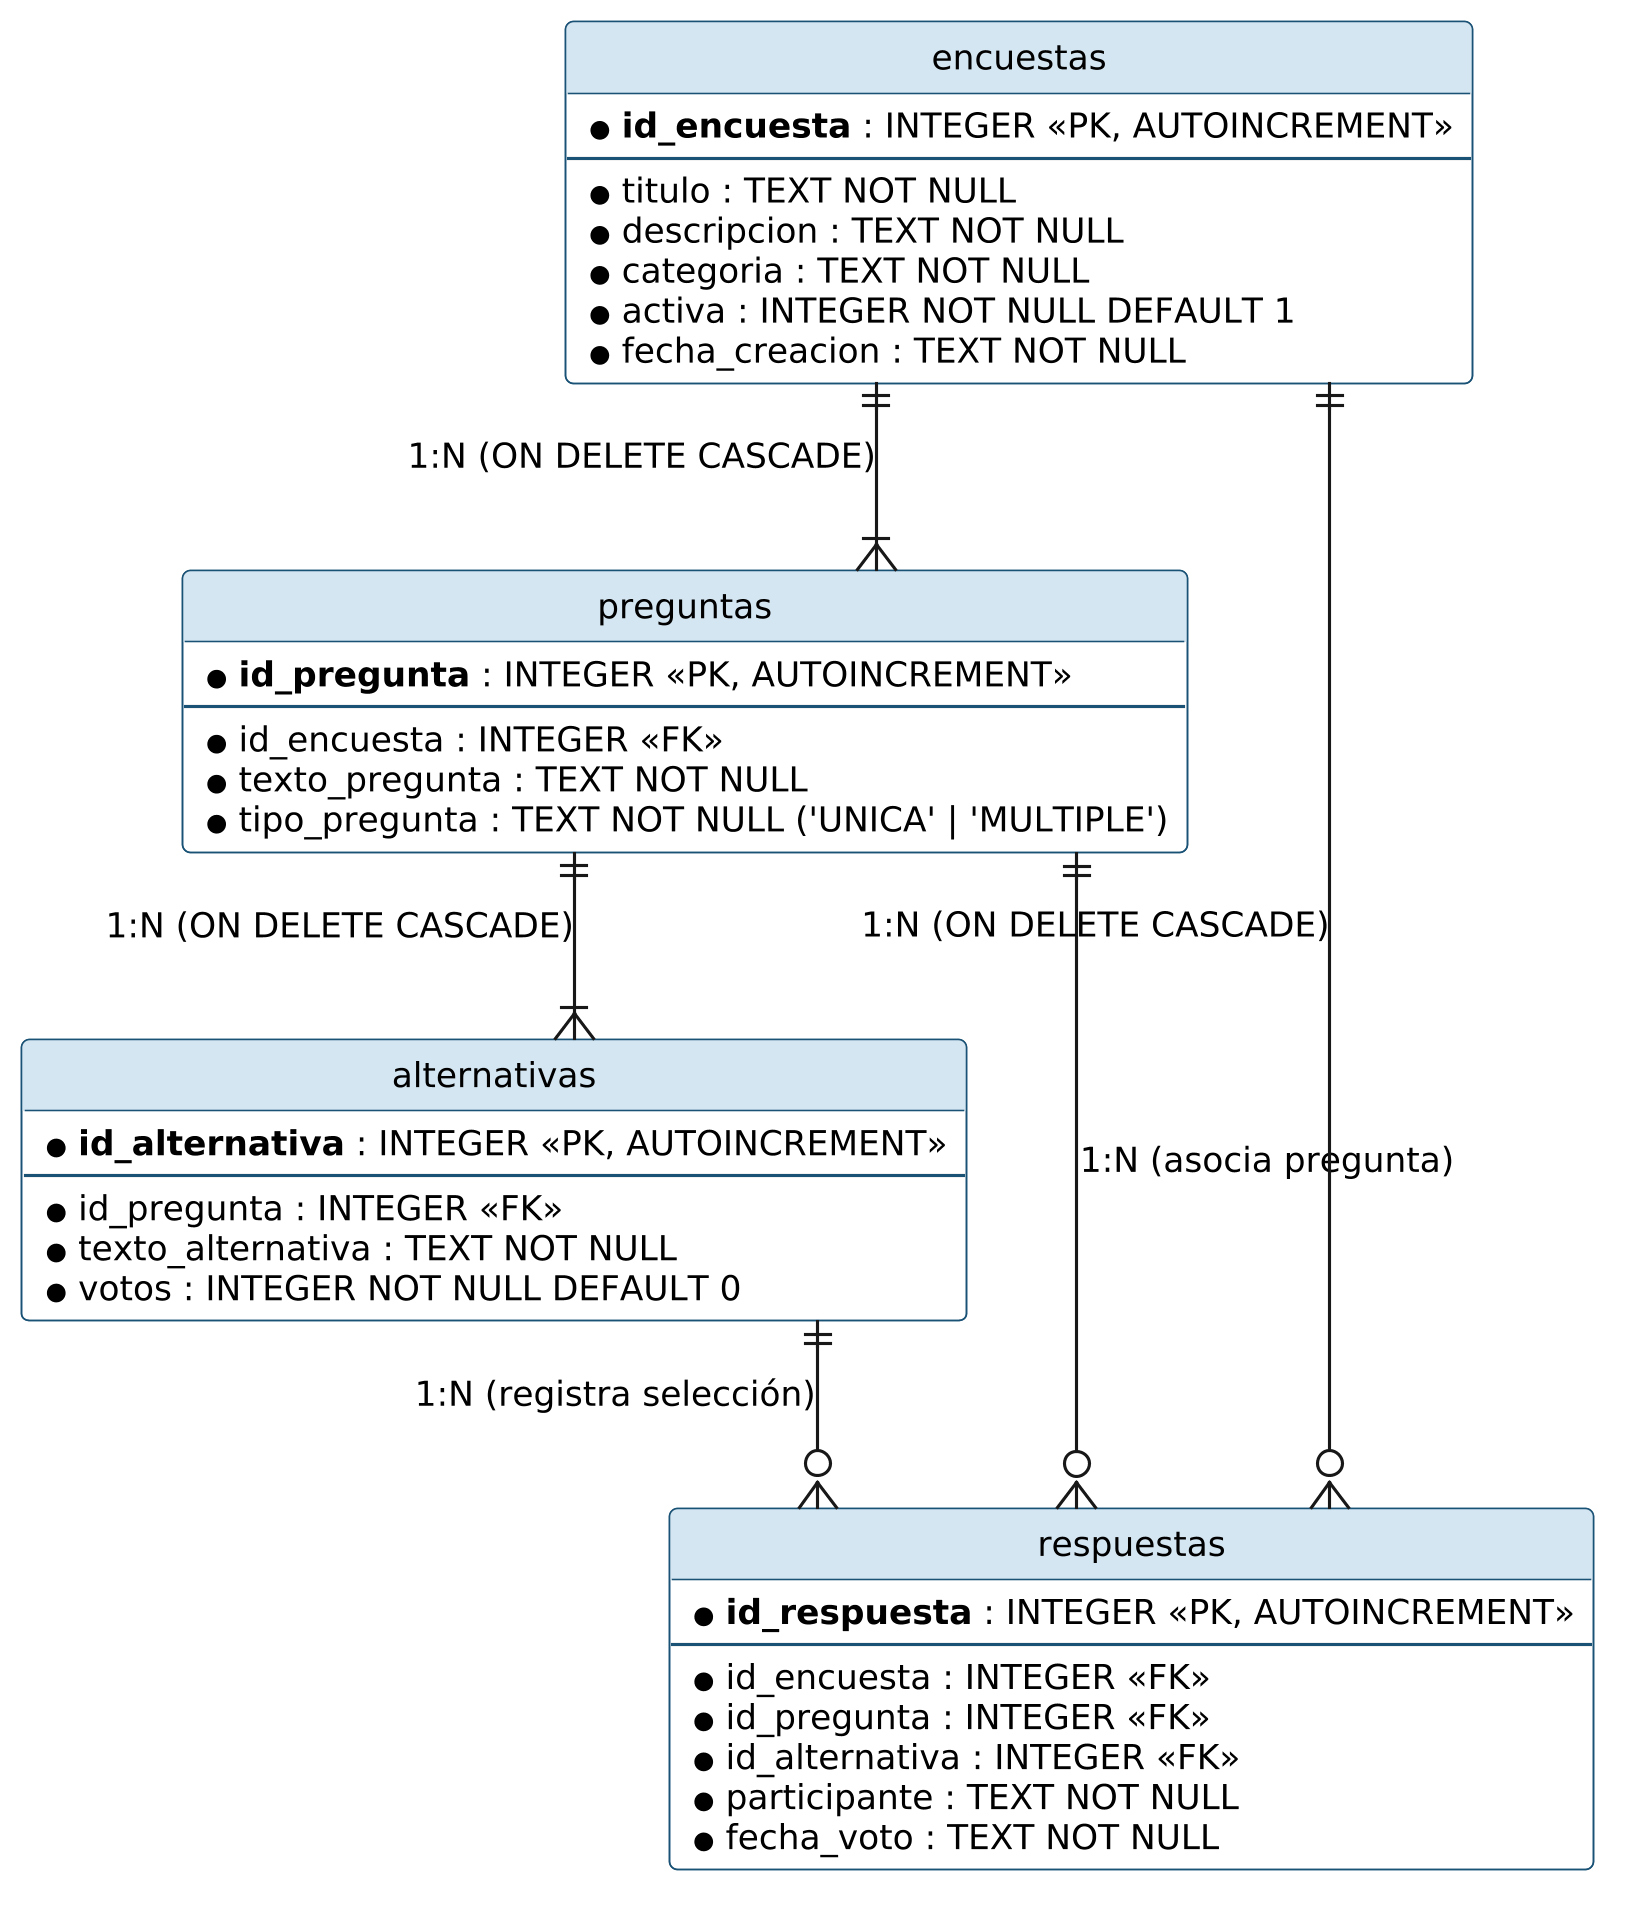 encuestas
id_encuesta : INTEGER «PK, AUTOINCREMENT»
titulo : TEXT NOT NULL
descripcion : TEXT NOT NULL
categoria : TEXT NOT NULL
activa : INTEGER NOT NULL DEFAULT 1
fecha_creacion : TEXT NOT NULL
1:N (ON DELETE CASCADE)
preguntas
id_pregunta : INTEGER «PK, AUTOINCREMENT»
id_encuesta : INTEGER «FK»
texto_pregunta : TEXT NOT NULL
tipo_pregunta : TEXT NOT NULL ('UNICA' | 'MULTIPLE')
1:N (ON DELETE CASCADE)
1:N (ON DELETE CASCADE)
alternativas
id_alternativa : INTEGER «PK, AUTOINCREMENT»
id_pregunta : INTEGER «FK»
texto_alternativa : TEXT NOT NULL
votos : INTEGER NOT NULL DEFAULT 0
1:N (asocia pregunta)
1:N (registra selección)
respuestas
id_respuesta : INTEGER «PK, AUTOINCREMENT»
id_encuesta : INTEGER «FK»
id_pregunta : INTEGER «FK»
id_alternativa : INTEGER «FK»
participante : TEXT NOT NULL
fecha_voto : TEXT NOT NULL